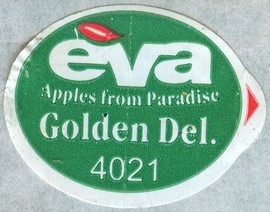 eva
Apples from Paradise
Golden Del.
4021